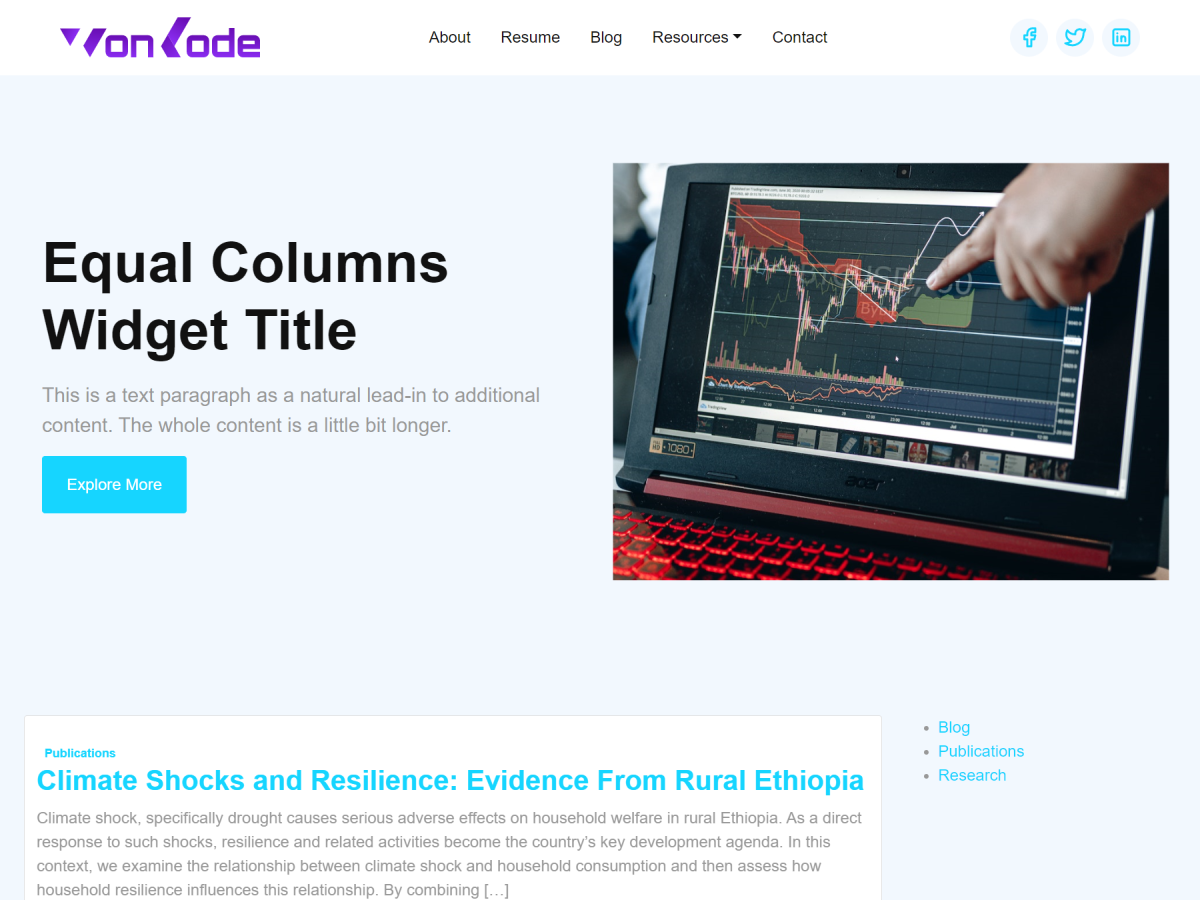 VonCode
About
Resume
Blog
Resources
Contact
Equal Columns
Widget Title
This is a text paragraph as a natural lead-in to additional
content. The whole content is a little bit longer.
Explore More
acer
1080
Publications
Climate Shocks and Resilience: Evidence From Rural Ethiopia
Climate shock, specifically drought causes serious adverse effects on household welfare in rural Ethiopia. As a direct
response to such shocks, resilience and related activities become the country’s key development agenda. In this
context, we examine the relationship between climate shock and household consumption and then assess how
household resilience influences this relationship. By combining […]
Blog
Publications
Research